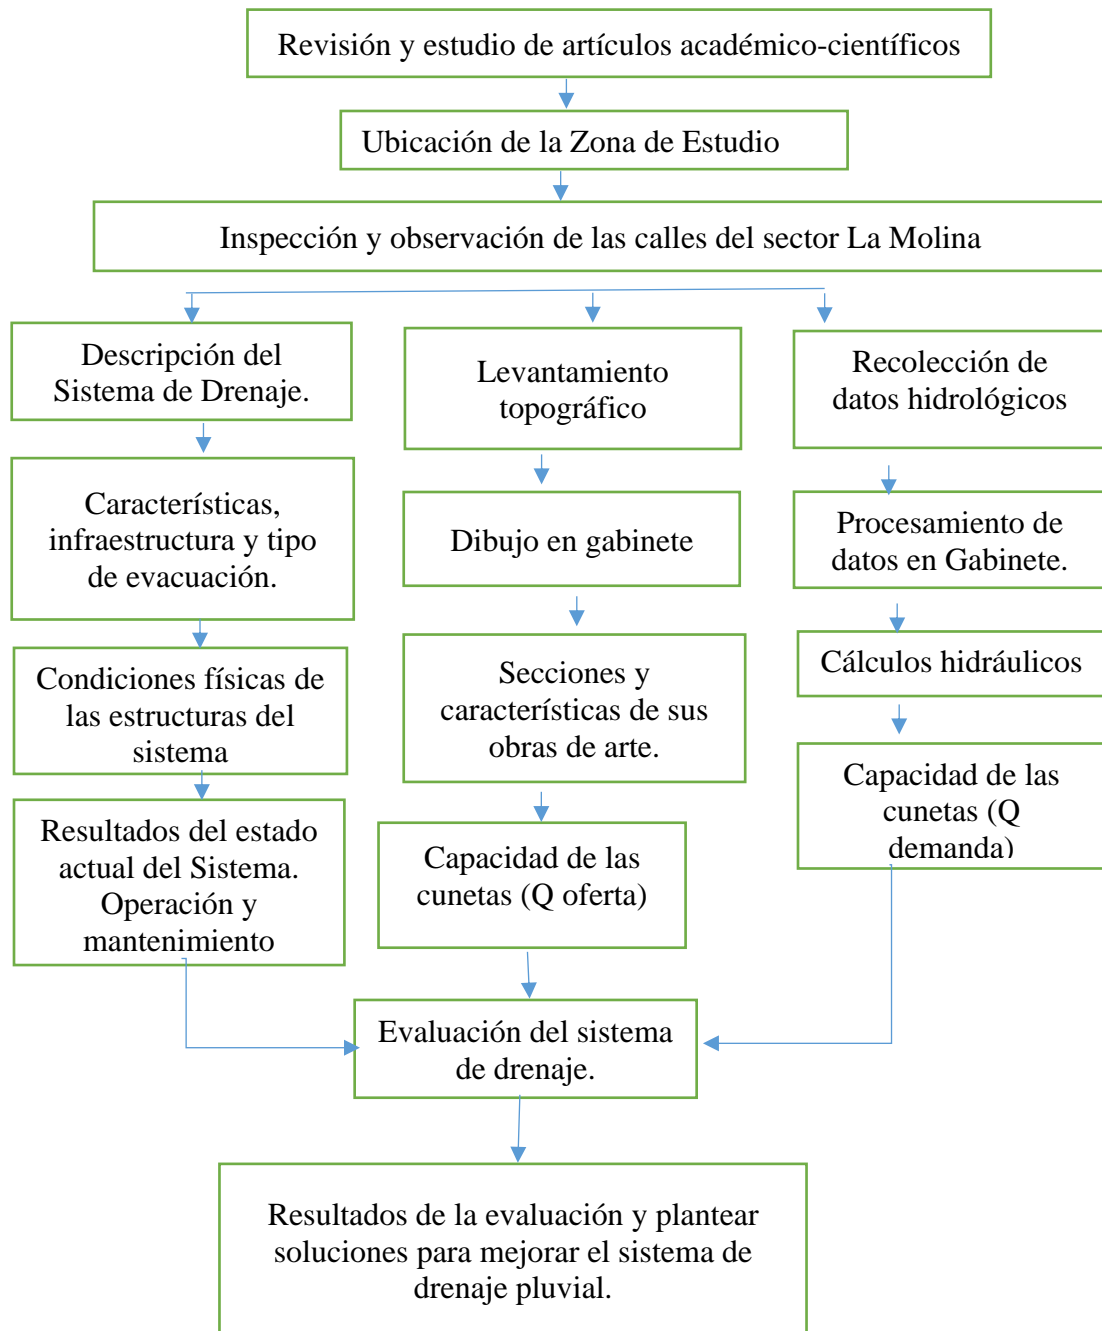 Revisión y estudio de artículos académico-científicos
Ubicación de la Zona de Estudio
Inspección y observación de las calles del sector La Molina
Descripción del
Sistema de Drenaje.
Características,
infraestructura y tipo
de evacuación.
Condiciones físicas de
las estructuras del
sistema
Resultados del estado
actual del Sistema.
Operación y
mantenimiento
Levantamiento
topográfico
Dibujo en gabinete
Secciones y
características de sus
obras de arte.
Capacidad de las
cunetas (Q oferta)
Recolección de
datos hidrológicos
Procesamiento de
datos en Gabinete.
Cálculos hidráulicos
Capacidad de las
cunetas (Q
demanda)
Evaluación del sistema
de drenaje.
Resultados de la evaluación y plantear
soluciones para mejorar el sistema de
drenaje pluvial.